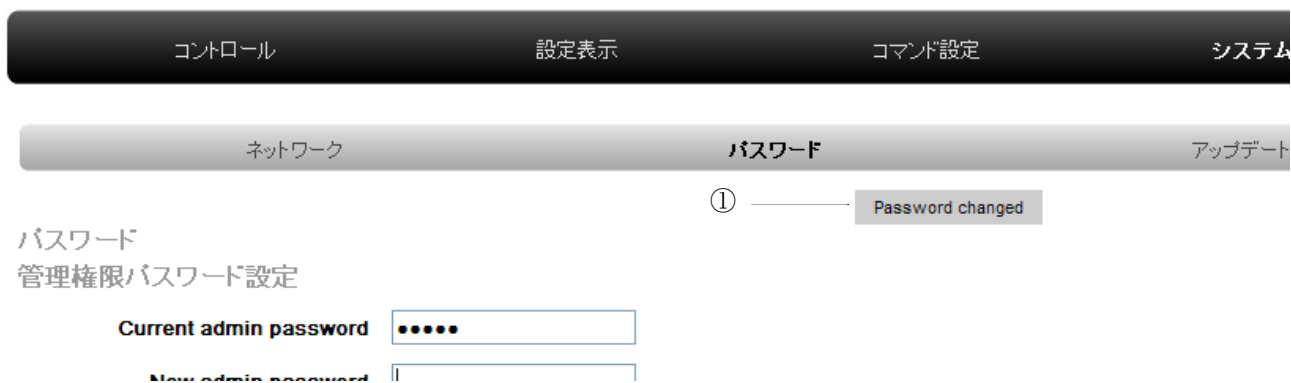 コントロール 設定表示 コマンド設定 システム
ネットワーク パスワード アップデート
① Password changed
パスワード
管理権限パスワード設定
Current admin password •••••
New admin password